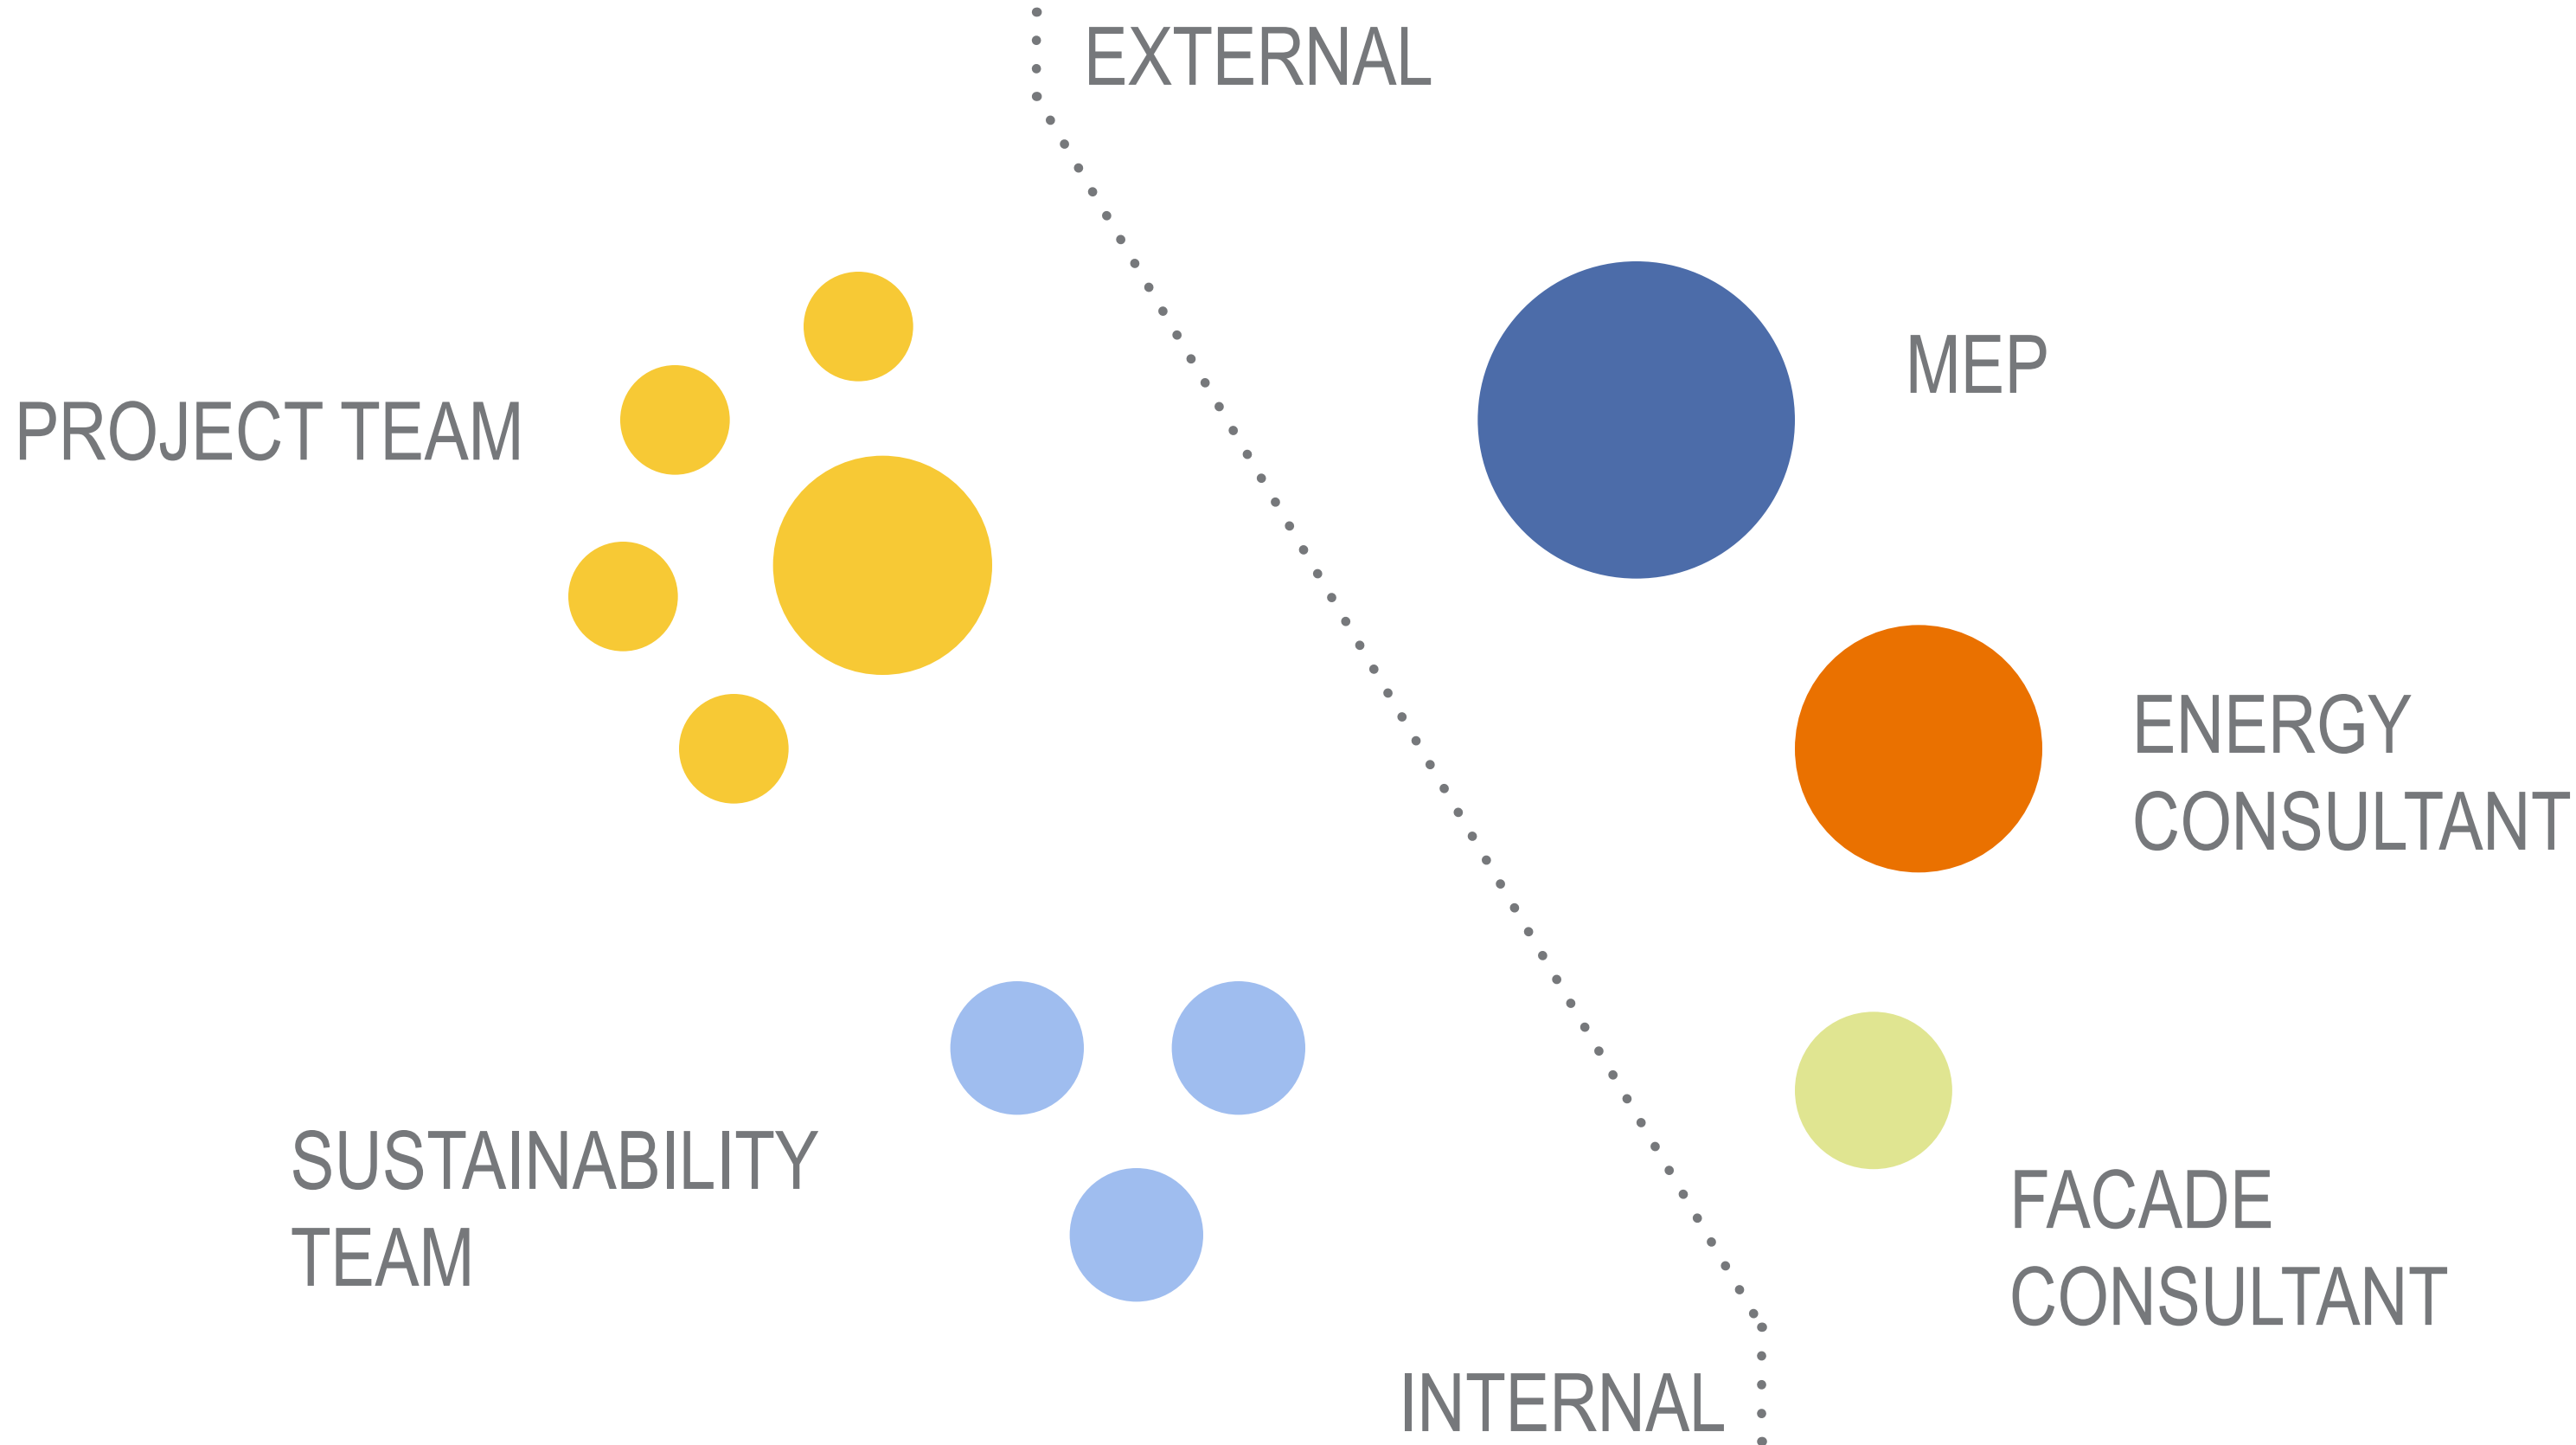 EXTERNAL
MEP
PROJECT TEAM
ENERGY
CONSULTANT
SUSTAINABILITY
TEAM
FACADE
CONSULTANT
INTERNAL